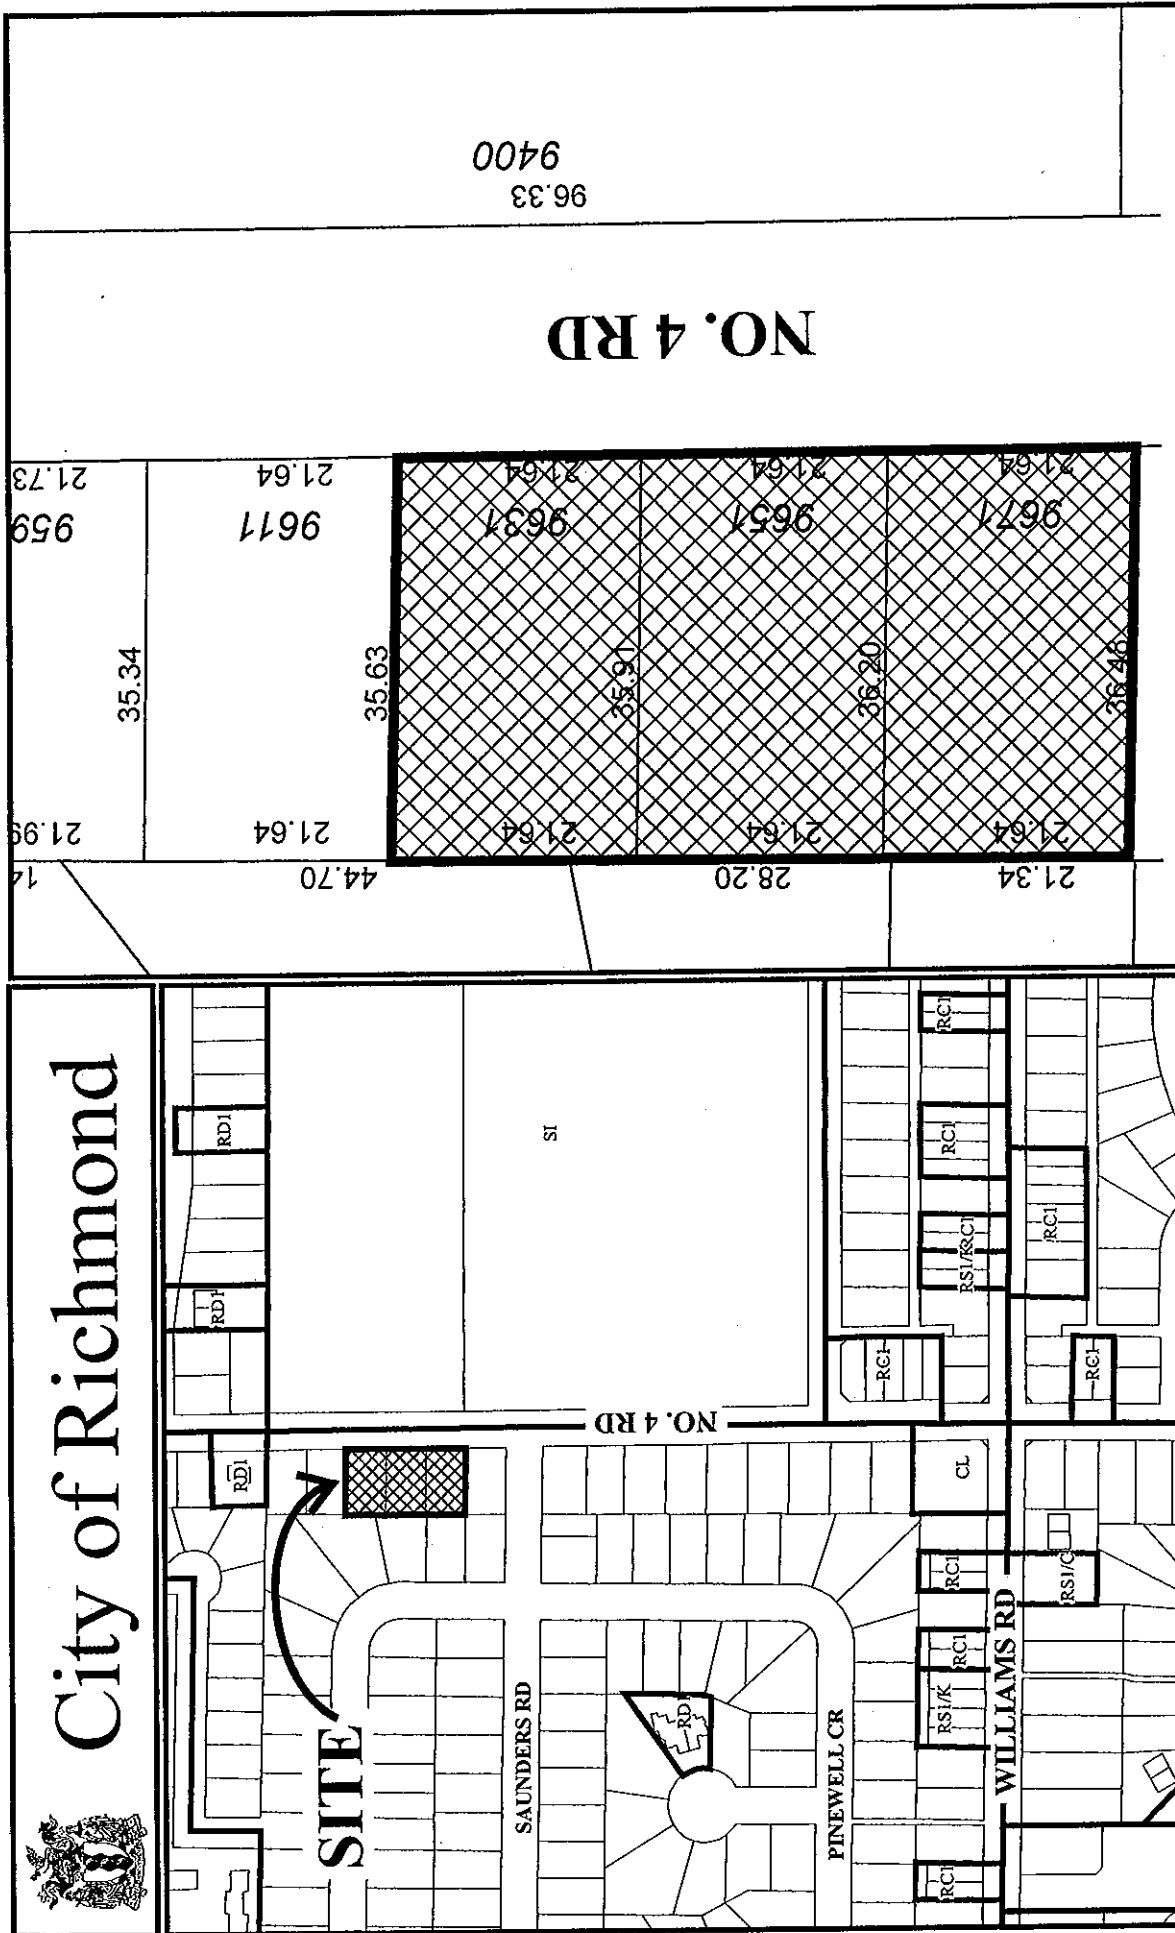 City of Richmond
RD1
RD1
RD1
SITE
SI
NO. 4 RD
SAUNDERS RD
RD1
PINEWELL CR
RC1
RC1
RS1/K
RC1
RC1
CL
RC1
RS1/K
RC1
RC1
RC1
WILLIAMS RD
RS1/C
RC1
RC1
14
21.99
21.73
959
35.34
44.70
21.64
21.64
9611
35.63
21.64
21.64
9631
35.91
28.20
21.64
21.64
9651
36.20
21.34
21.64
21.64
9671
36.48
NO. 4 RD
96.33
9400